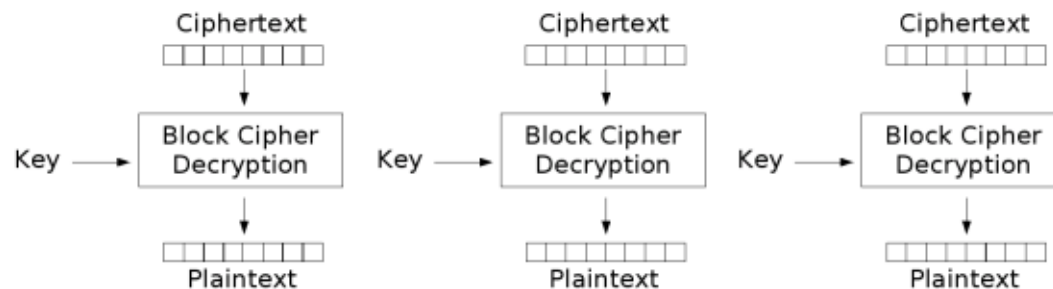 Ciphertext Ciphertext Ciphertext
Key Block Cipher Decryption Key Block Cipher Decryption Key Block Cipher Decryption
Plaintext Plaintext Plaintext